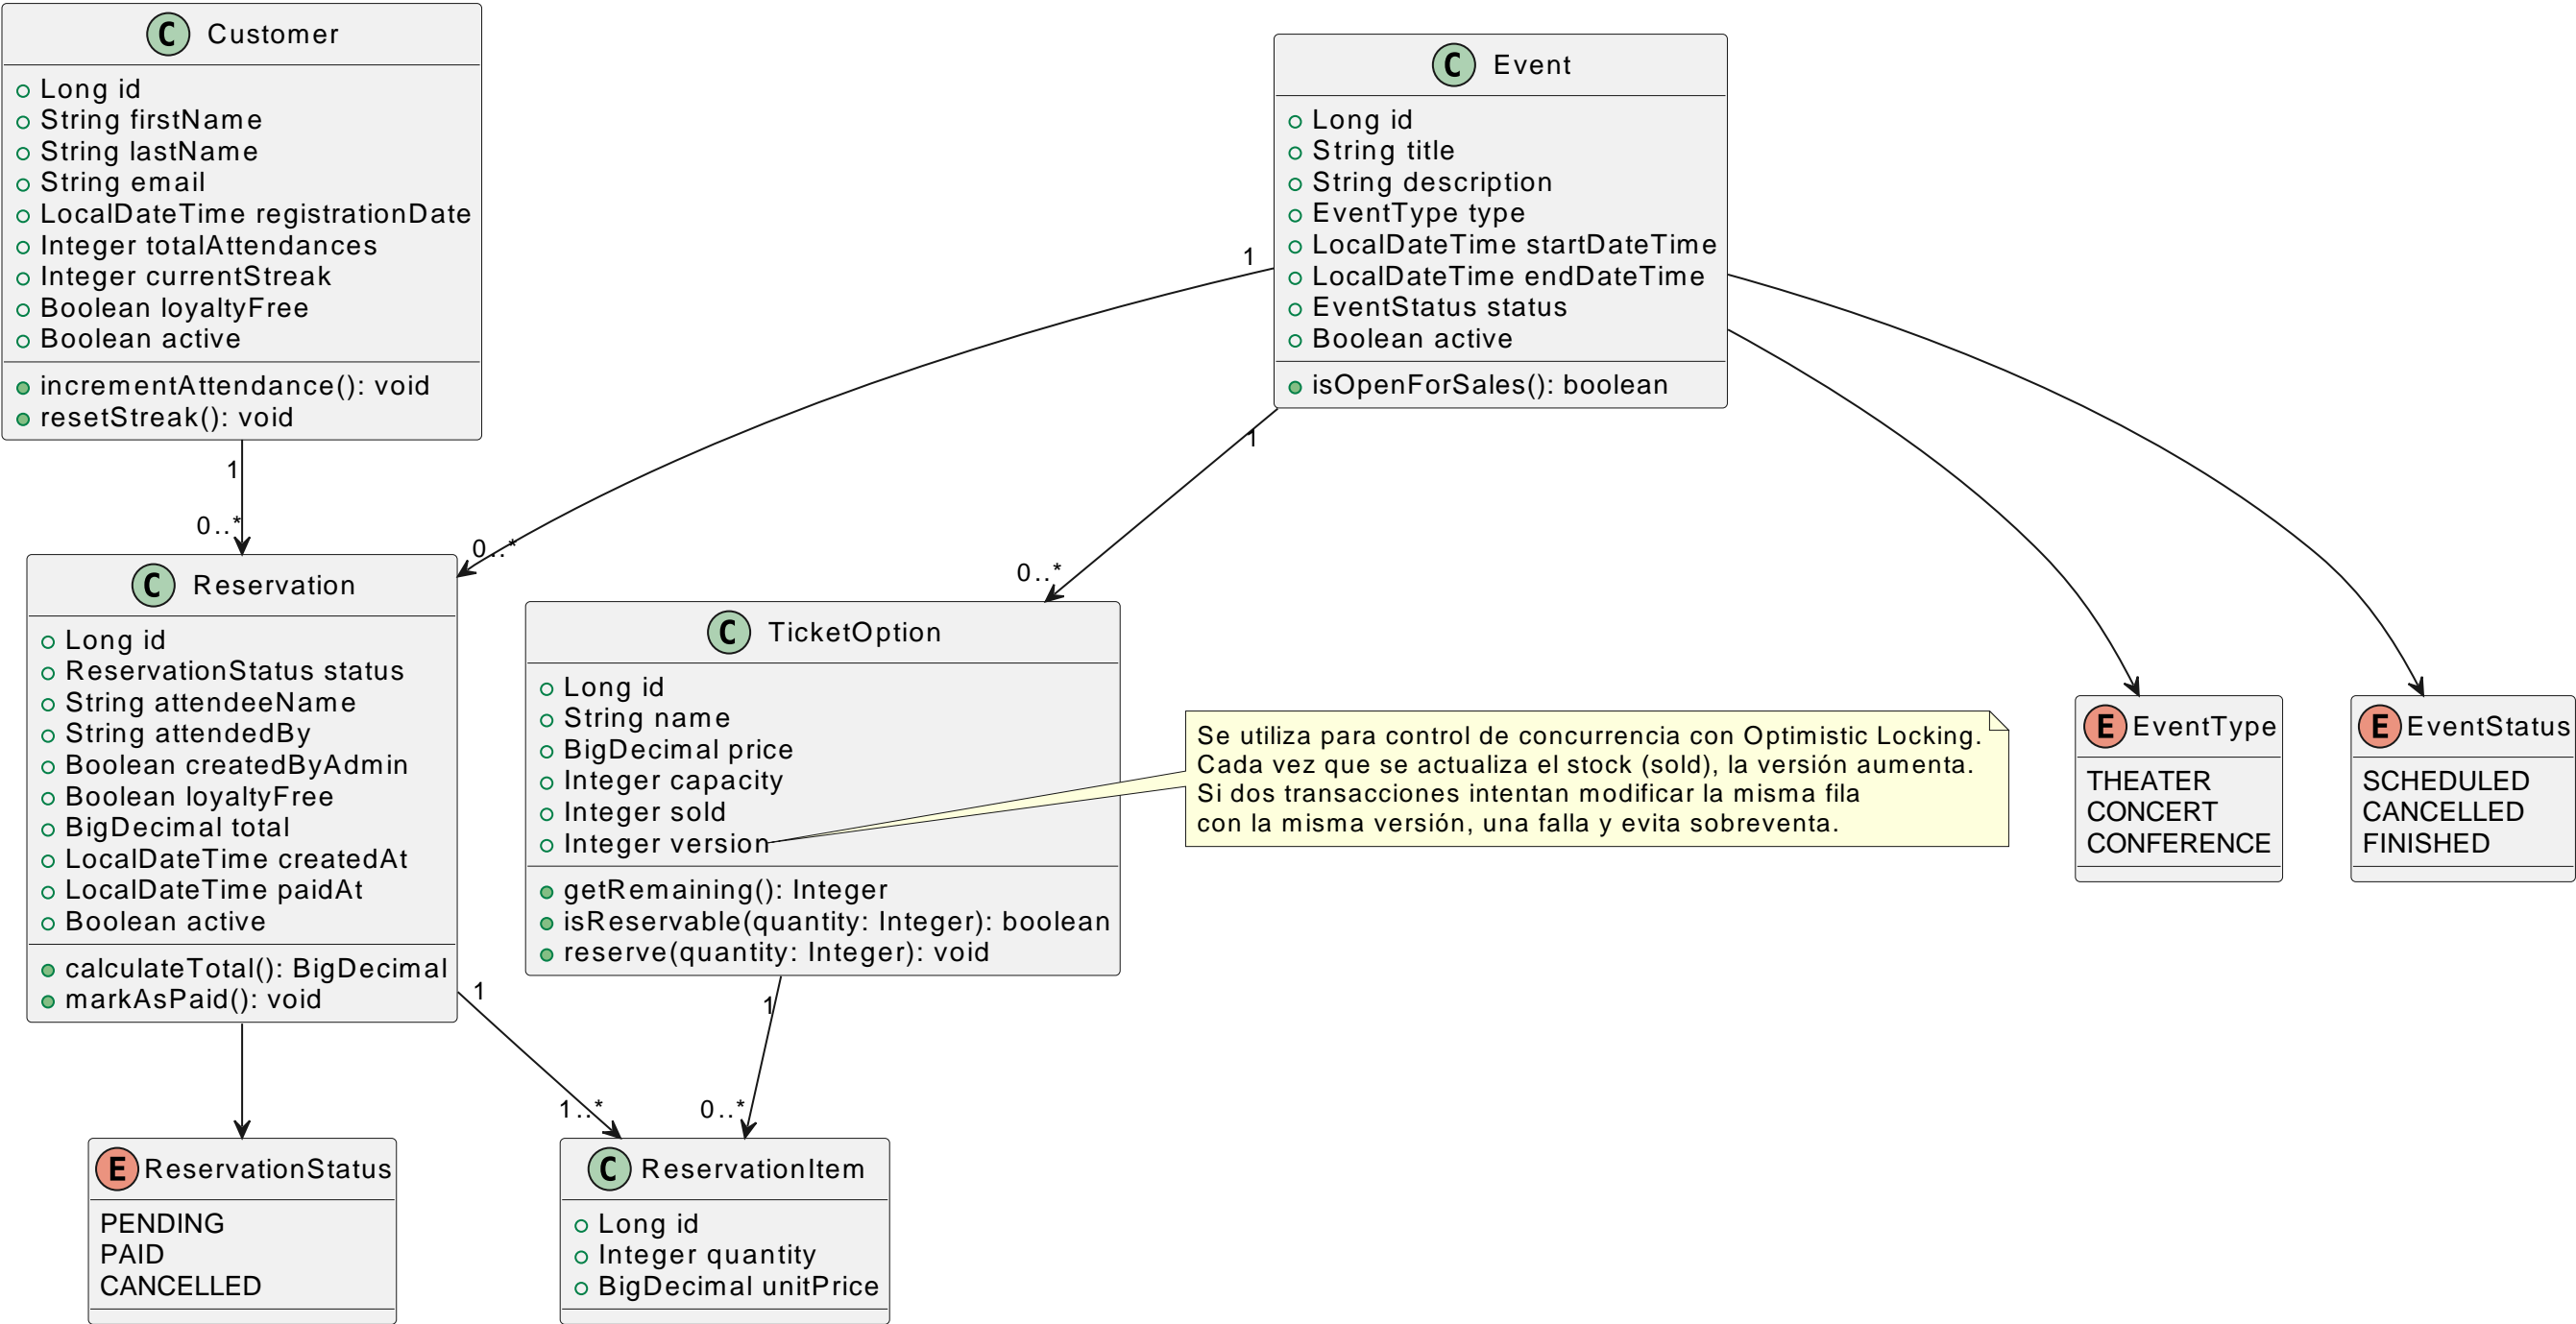 C Customer
Long id
String firstName
String lastName
String email
LocalDateTime registrationDate
Integer totalAttendances
Integer currentStreak
Boolean loyaltyFree
Boolean active
incrementAttendance(): void
resetStreak(): void
C Event
Long id
String title
String description
EventType type
LocalDateTime startDateTime
LocalDateTime endDateTime
EventStatus status
Boolean active
isOpenForSales(): boolean
1
0..*
1
0..*
1
0..*
C Reservation
Long id
ReservationStatus status
String attendeeName
String attendedBy
Boolean createdByAdmin
Boolean loyaltyFree
BigDecimal total
LocalDateTime createdAt
LocalDateTime paidAt
Boolean active
calculateTotal(): BigDecimal
markAsPaid(): void
C TicketOption
Long id
String name
BigDecimal price
Integer capacity
Integer sold
Integer version
getRemaining(): Integer
isReservable(quantity: Integer): boolean
reserve(quantity: Integer): void
Se utiliza para control de concurrencia con Optimistic Locking.
Cada vez que se actualiza el stock (sold), la versión aumenta.
Si dos transacciones intentan modificar la misma fila
con la misma versión, una falla y evita sobreventa.
E EventType
THEATER
CONCERT
CONFERENCE
E EventStatus
SCHEDULED
CANCELLED
FINISHED
1
1..*
1
0..*
E ReservationStatus
PENDING
PAID
CANCELLED
C ReservationItem
Long id
Integer quantity
BigDecimal unitPrice